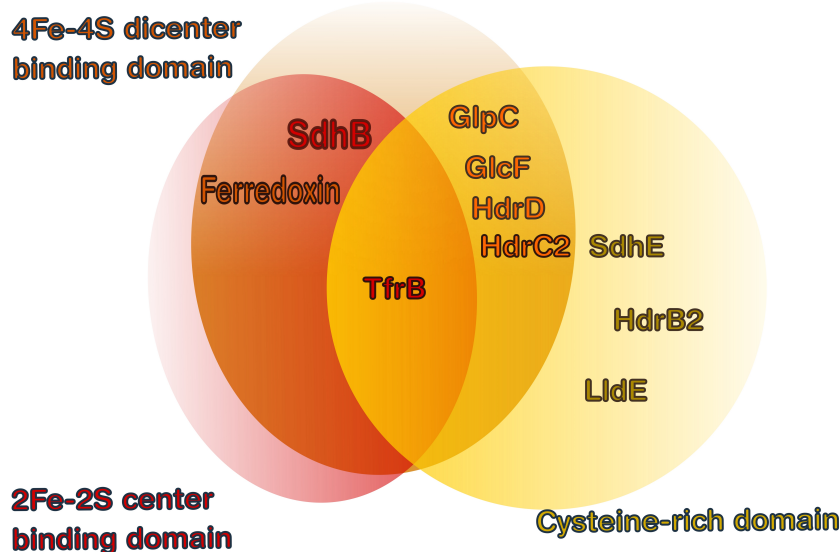 4Fe-4S dicenter
binding domain
SdhB
Ferredoxin
GlpC
GlcF
HdrD
HdrC2
TfrB
SdhE
HdrB2
LldE
2Fe-2S center
binding domain
Cysteine-rich domain